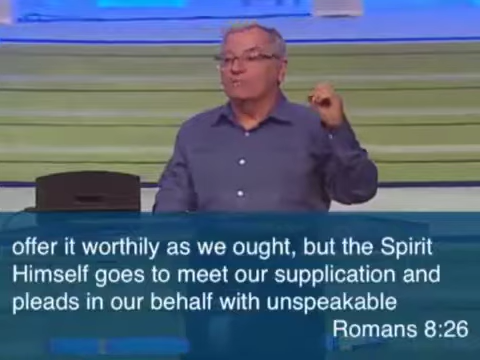 offer it worthily as we ought, but the Spirit
Himself goes to meet our supplication and
pleads in our behalf with unspeakable
Romans 8:26